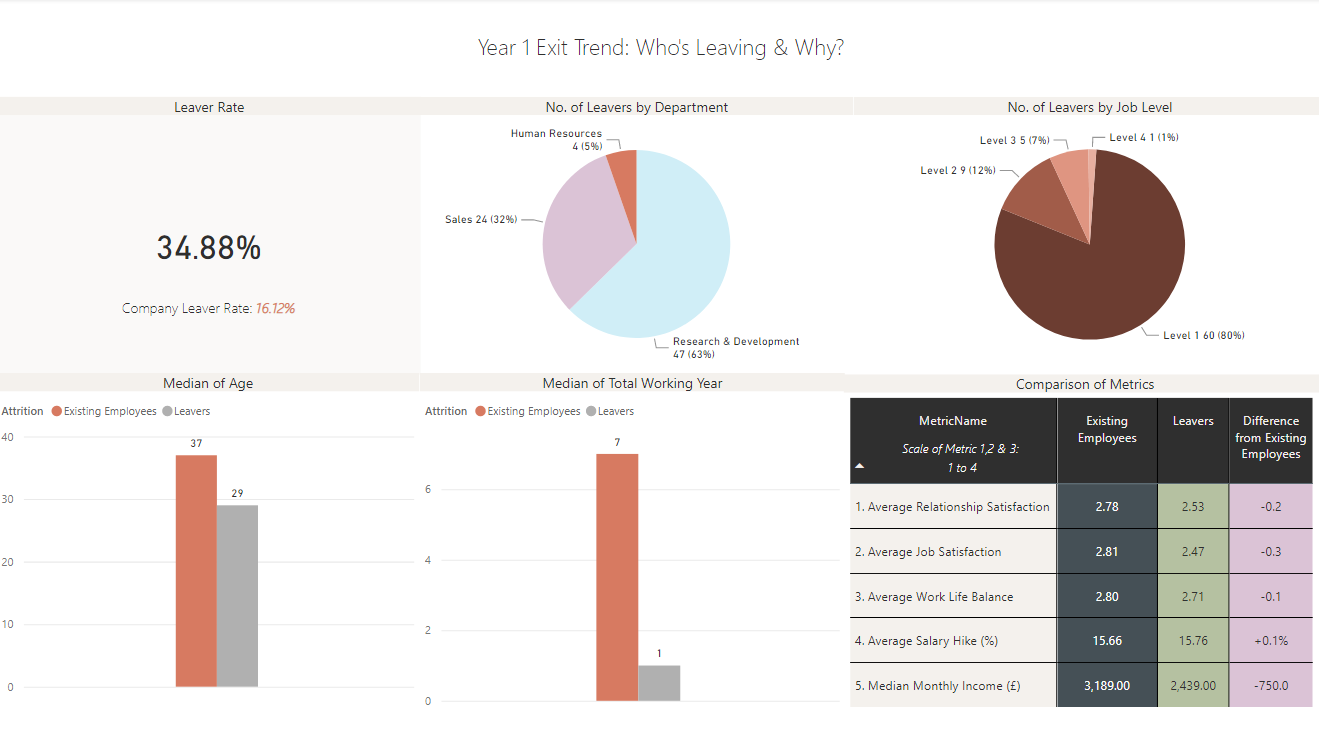 Year 1 Exit Trend: Who's Leaving & Why?
Leaver Rate
34.88%
Company Leaver Rate: 16.12%
No. of Leavers by Department
Human Resources
4 (5%)
Sales 24 (32%)
Research & Development
47 (63%)
No. of Leavers by Job Level
Level 4 1 (1%)
Level 3 5 (7%)
Level 2 9 (12%)
Level 1 60 (80%)
Median of Age
Attrition Existing Employees Leavers
40
30
20
10
0
37
29
Median of Total Working Year
Attrition Existing Employees Leavers
6
4
2
0
7
1
Comparison of Metrics
MetricName
Scale of Metric 1,2 & 3:
1 to 4
Existing
Employees
Leavers
Difference
from Existing
Employees
1. Average Relationship Satisfaction 2.78 2.53 -0.2
2. Average Job Satisfaction 2.81 2.47 -0.3
3. Average Work Life Balance 2.80 2.71 -0.1
4. Average Salary Hike (%) 15.66 15.76 +0.1%
5. Median Monthly Income (£) 3,189.00 2,439.00 -750.0